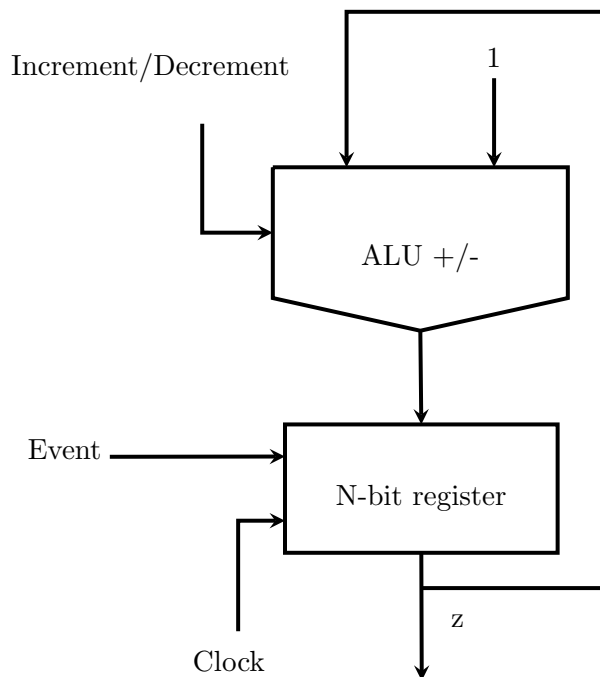 1
Increment/Decrement
ALU +/-
Event
N-bit register
z
Clock